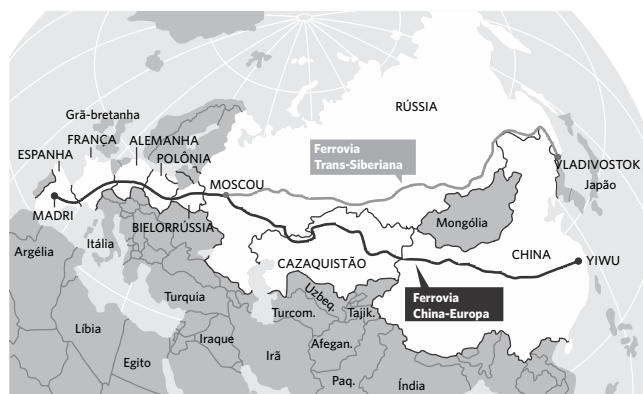 RÚSSIA
Grã-bretanha
FRANÇA
ALEMANHA
ESPANHA
POLÔNIA
Ferrovia
Trans-Siberiana
MOSCOU
VLADIVOSTOK
Japão
MADRI
BIELORRÚSSIA
Mongólia
Argélia
Itália
CAZAQUISTÃO
CHINA
YIWU
Ferrovia
China-Europa
Turquia
Uzbeq.
Turcom.
Tajik.
Líbia
Iraque
Afegan.
Egito
Irã
Paq.
Índia